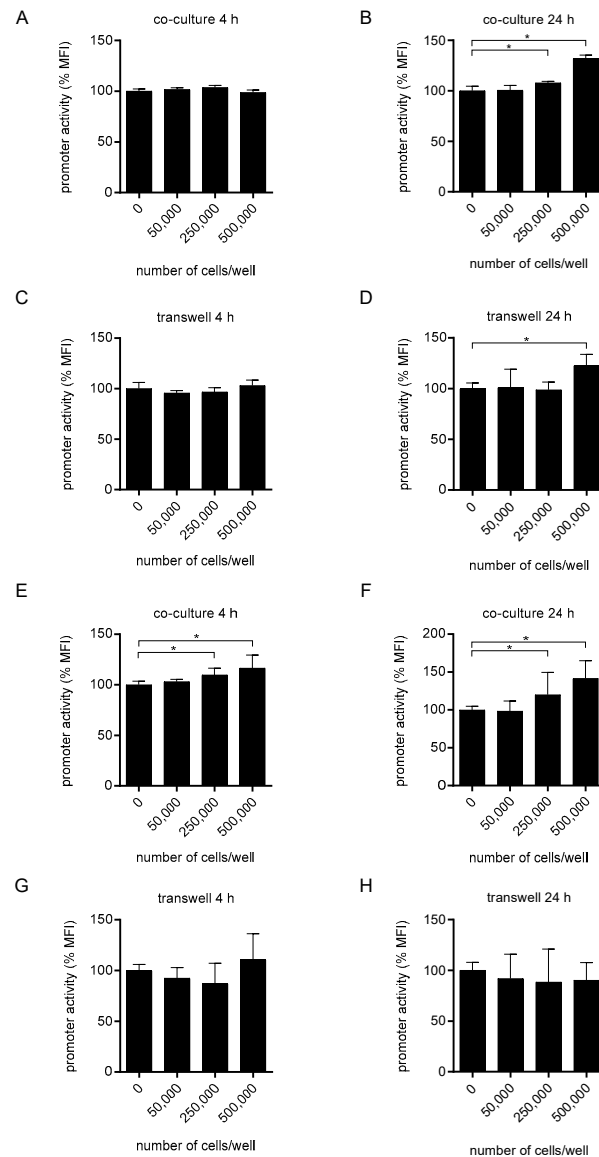 A
co-culture 4 h
promoter activity (% MFI)
150
100
50
0
0
50,000
250,000
500,000
number of cells/well
B
co-culture 24 h
promoter activity (% MFI)
150
100
50
0
*
*
0
50,000
250,000
500,000
number of cells/well
C
transwell 4 h
promoter activity (% MFI)
150
100
50
0
0
50,000
250,000
500,000
number of cells/well
D
transwell 24 h
promoter activity (% MFI)
150
100
50
0
*
0
50,000
250,000
500,000
number of cells/well
E
co-culture 4 h
promoter activity (% MFI)
150
100
50
0
*
*
0
50,000
250,000
500,000
number of cells/well
F
co-culture 24 h
promoter activity (% MFI)
200
150
100
50
0
*
*
0
50,000
250,000
500,000
number of cells/well
G
transwell 4 h
promoter activity (% MFI)
150
100
50
0
0
50,000
250,000
500,000
number of cells/well
H
transwell 24 h
promoter activity (% MFI)
150
100
50
0
0
50,000
250,000
500,000
number of cells/well